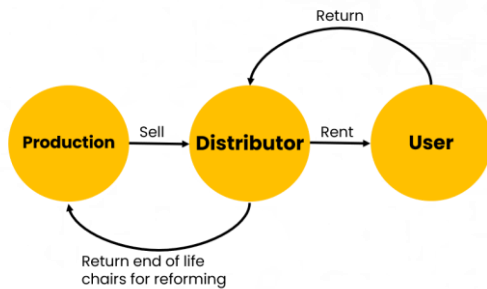 Return
Production
Sell
Distributor
Rent
User
Return end of life
chairs for reforming